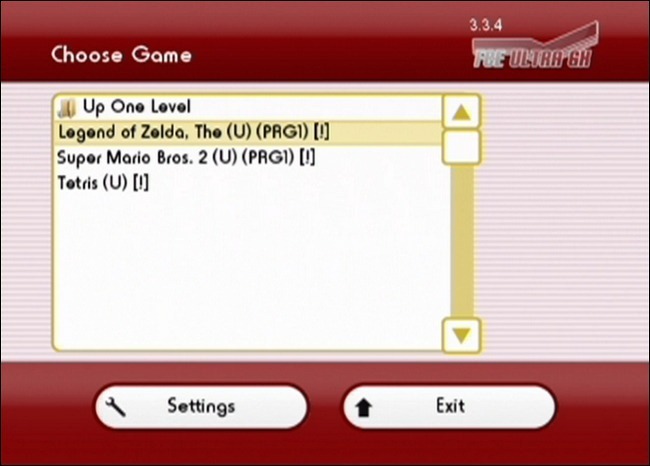 3.3.4
Choose Game
FCE ULTRA GX
Up One Level
Legend of Zelda, The (U) (PRG1) [!]
Super Mario Bros. 2 (U) (PRG1) [!]
Tetris (U) [!]
Settings
Exit